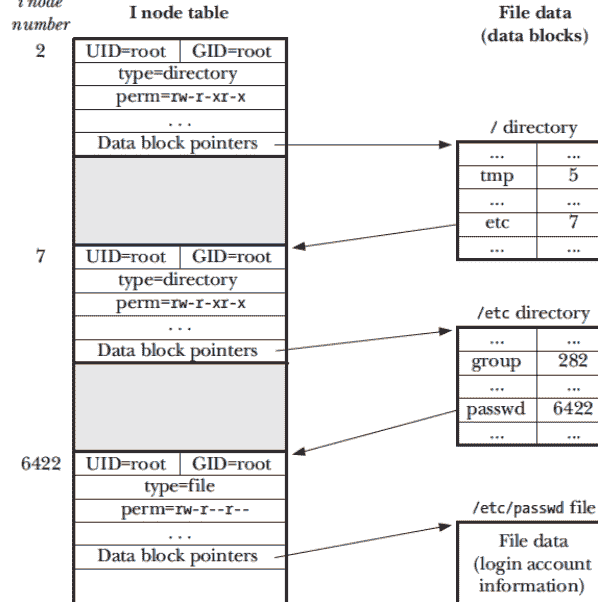 i node
number
I node table
File data
(data blocks)
2
UID=root GID=root
type=directory
perm=rw-r-xr-x
...
Data block pointers
/ directory
... ...
tmp 5
... ...
etc 7
... ...
7
UID=root GID=root
type=directory
perm=rw-r-xr-x
...
Data block pointers
/etc directory
... ...
group 282
... ...
passwd 6422
... ...
6422
UID=root GID=root
type=file
perm=rw-r--r--
...
Data block pointers
/etc/passwd file
File data
(login account
information)